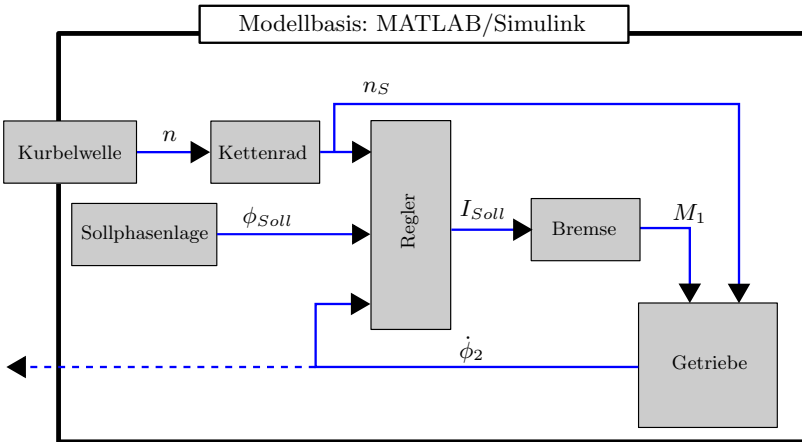 Modellbasis: MATLAB/Simulink
n_S
Kurbelwelle
n
Kettenrad
Sollphasenlage
ϕ_Soll
Regler
I_Soll
Bremse
M_1
ϕ̇_2
Getriebe